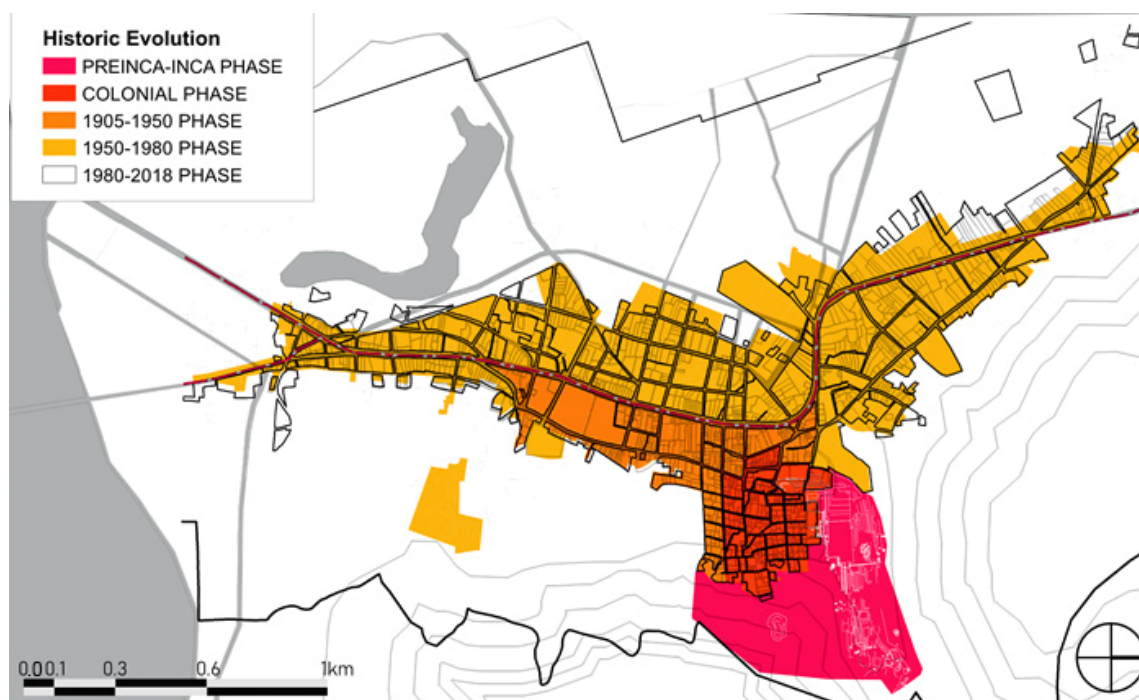 Historic Evolution
PREINCA-INCA PHASE
COLONIAL PHASE
1905-1950 PHASE
1950-1980 PHASE
1980-2018 PHASE
0.00.1 0.3 0.6 1km